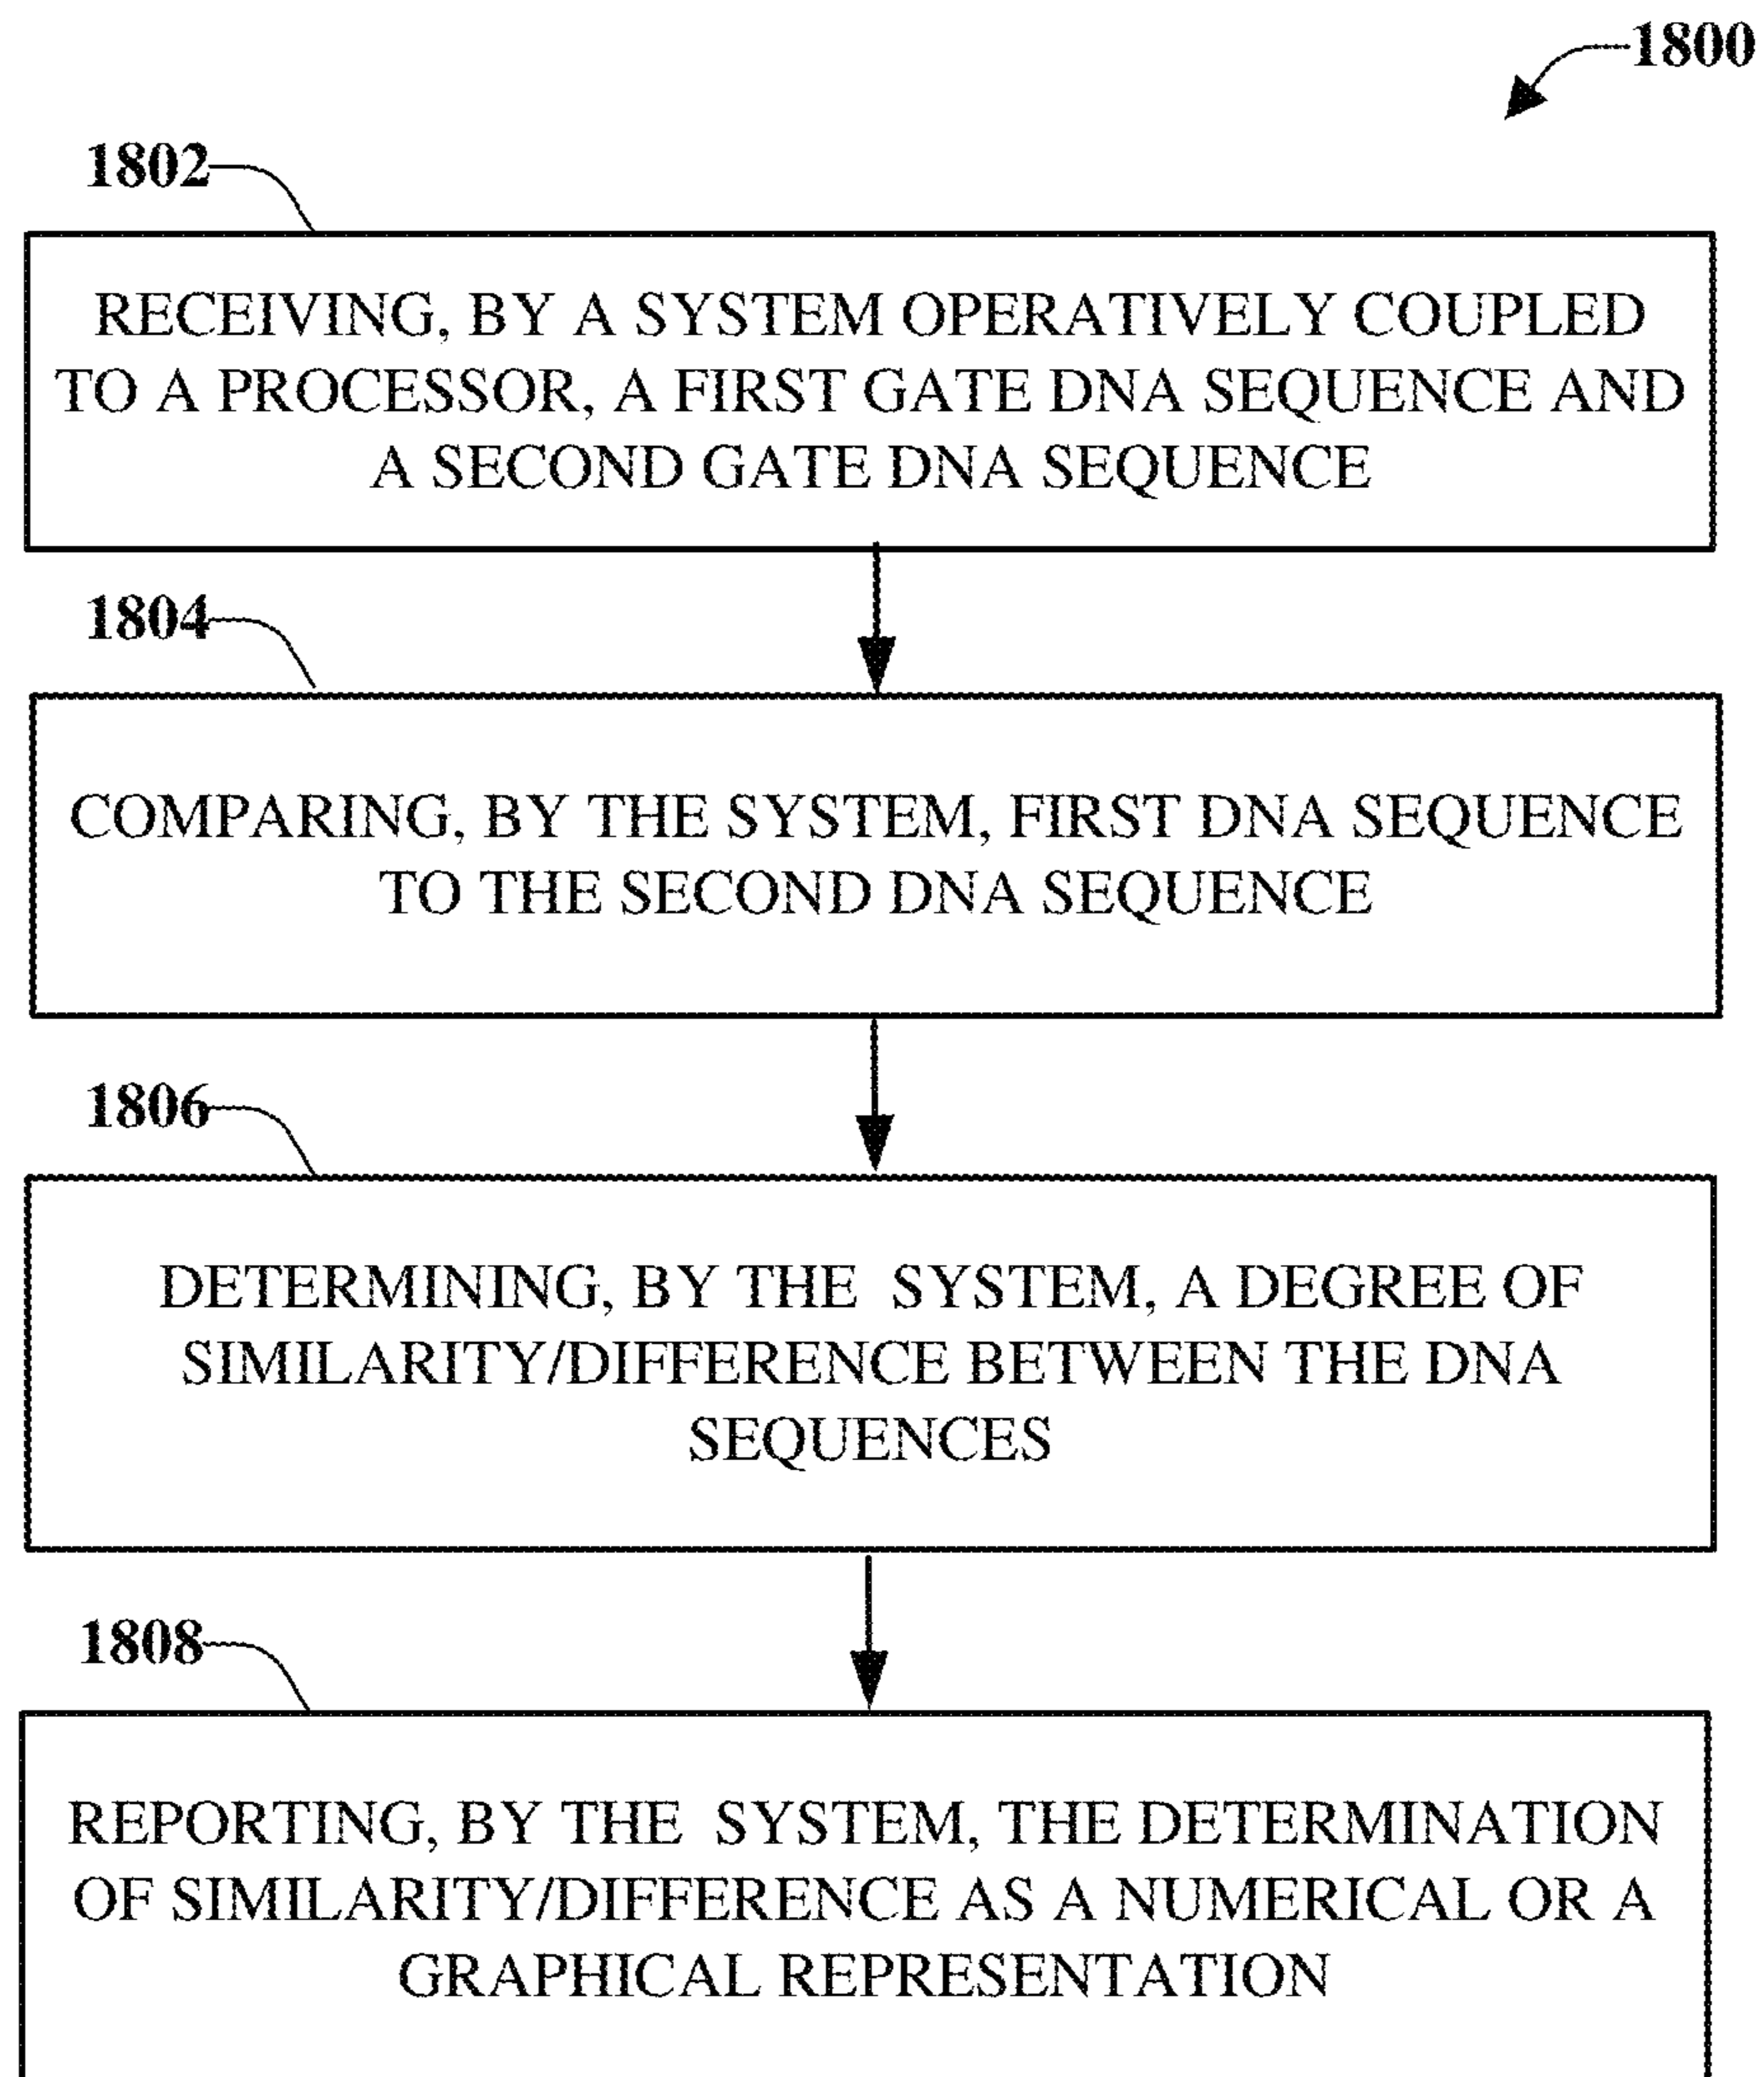 1800
1802
RECEIVING, BY A SYSTEM OPERATIVELY COUPLED
TO A PROCESSOR, A FIRST GATE DNA SEQUENCE AND
A SECOND GATE DNA SEQUENCE
1804
COMPARING, BY THE SYSTEM, FIRST DNA SEQUENCE
TO THE SECOND DNA SEQUENCE
1806
DETERMINING, BY THE SYSTEM, A DEGREE OF
SIMILARITY/DIFFERENCE BETWEEN THE DNA
SEQUENCES
1808
REPORTING, BY THE SYSTEM, THE DETERMINATION
OF SIMILARITY/DIFFERENCE AS A NUMERICAL OR A
GRAPHICAL REPRESENTATION